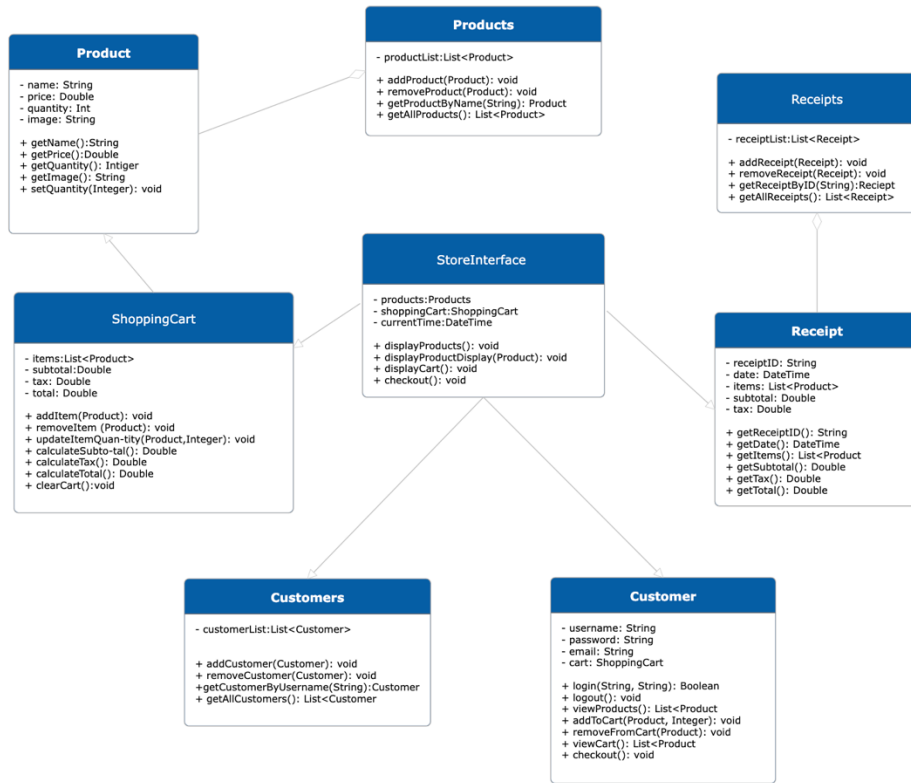 Products
- productList:List<Product>
+ addProduct(Product): void
+ removeProduct(Product): void
+ getProductByName(String): Product
+ getAllProducts(): List<Product>
Product
- name: String
- price: Double
- quantity: Int
- image: String
+ getName():String
+ getPrice():Double
+ getQuantity(): Intiger
+ getImage(): String
+ setQuantity(Integer): void
Receipts
- receiptList:List<Receipt>
+ addReceipt(Receipt): void
+ removeReceipt(Receipt): void
+ getReceiptByID(String):Reciept
+ getAllReceipts(): List<Receipt>
StoreInterface
- products:Products
- shoppingCart:ShoppingCart
- currentTime:DateTime
+ displayProducts(): void
+ displayProductDisplay(Product): void
+ displayCart(): void
+ checkout(): void
ShoppingCart
- items:List<Product>
- subtotal:Double
- tax: Double
- total: Double
+ addItem(Product): void
+ removeItem (Product): void
+ updateItemQuan-tity(Product,Integer): void
+ calculateSubto-tal(): Double
+ calculateTax(): Double
+ calculateTotal(): Double
+ clearCart():void
Receipt
- receiptID: String
- date: DateTime
- items: List<Product>
- subtotal: Double
- tax: Double
+ getReceiptID(): String
+ getDate(): DateTime
+ getItems(): List<Product
+ getSubtotal(): Double
+ getTax(): Double
+ getTotal(): Double
Customers
- customerList:List<Customer>
+ addCustomer(Customer): void
+ removeCustomer(Customer): void
+getCustomerByUsername(String):Customer
+ getAllCustomers(): List<Customer
Customer
- username: String
- password: String
- email: String
- cart: ShoppingCart
+ login(String, String): Boolean
+ logout(): void
+ viewProducts(): List<Product
+ addToCart(Product, Integer): void
+ removeFromCart(Product): void
+ viewCart(): List<Product
+ checkout(): void